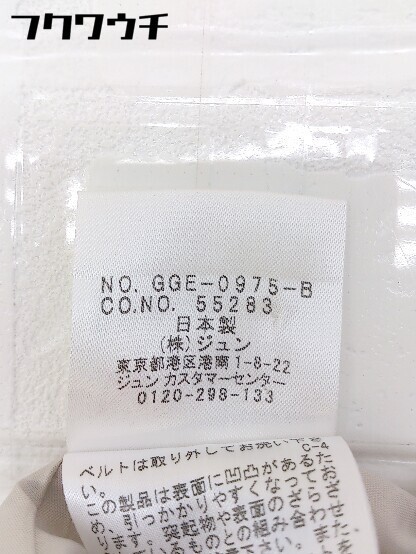 フクワウチ
NO. GGE-0975-B
CO.NO. 55283
日本製
(株)ジュン
東京都港区港南1-8-22
ジュン カスタマーセンター
0120-298-133
ベルトは取り外してお洗い下さ
C-4
い。
この製品は表面に凹凸があるた
め、引っかかりやすくなってお
ります。突起物や